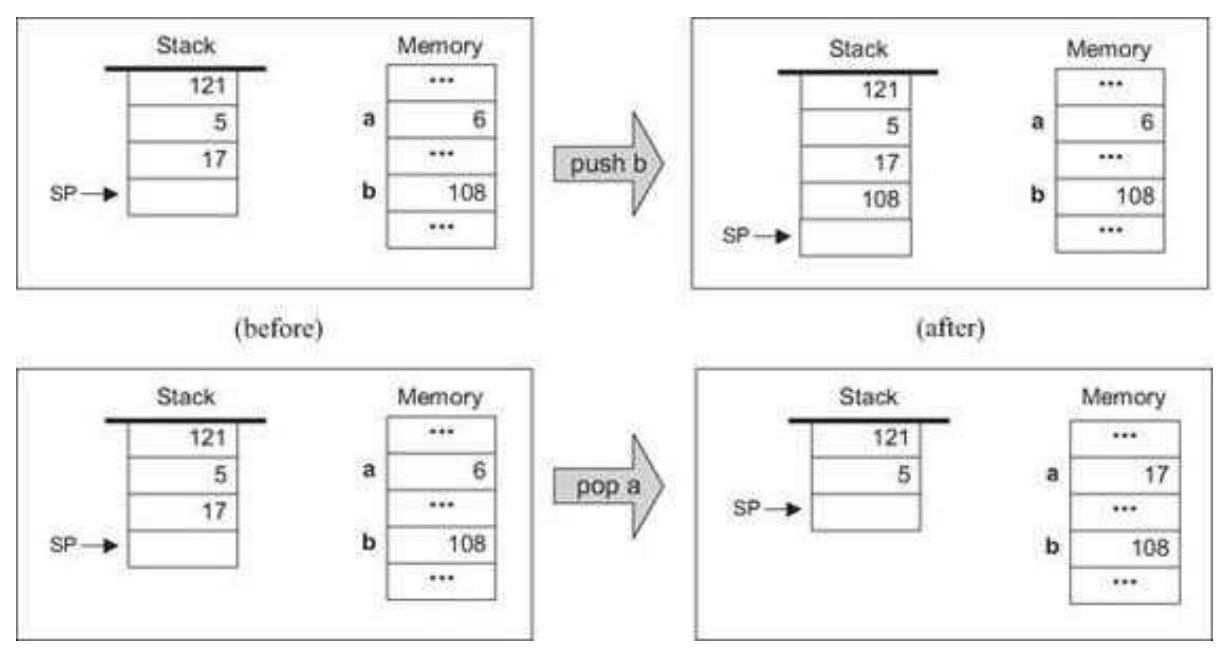 Stack Memory Stack Memory
121 ••• 121 •••
5 a 6 5 a 6
17 ••• push b 17 •••
SP b 108 108 b 108
••• SP •••
(before) (after)
Stack Memory Stack Memory
121 ••• 121 •••
5 a 6 5 a 17
17 ••• pop a SP •••
SP b 108 b 108
••• •••